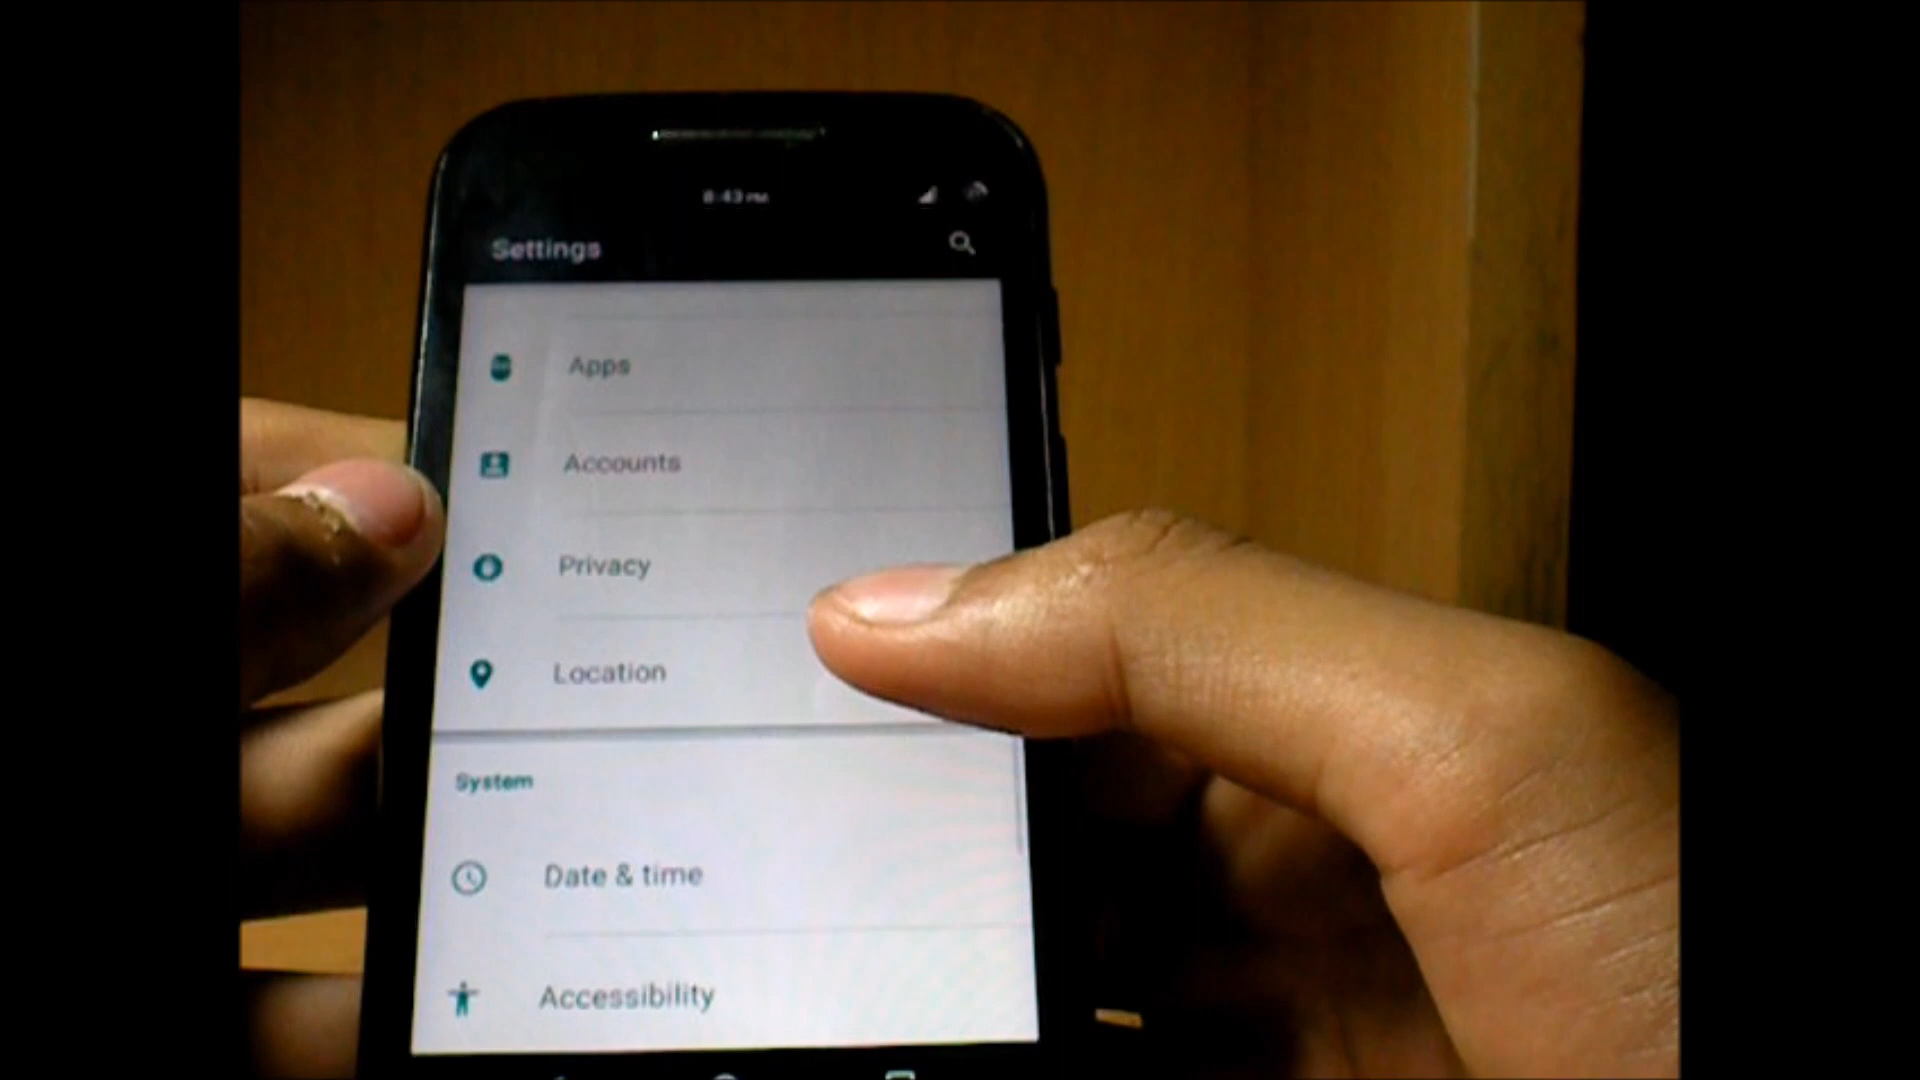 8:43 PM
Settings
Apps
Accounts
Privacy
Location
System
Date & time
Accessibility